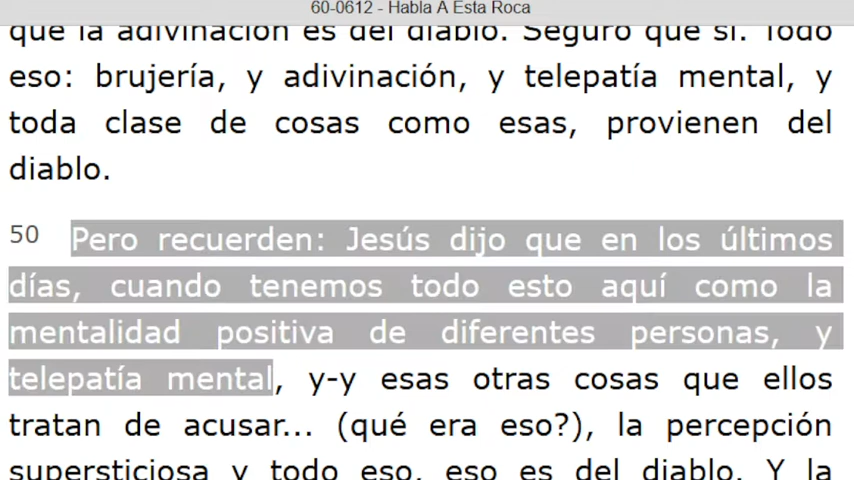 60-0612 - Habla A Esta Roca
que la adivinación es del diablo. Seguro que sí. Todo
eso: brujería, y adivinación, y telepatía mental, y
toda clase de cosas como esas, provienen del
diablo.
50 Pero recuerden: Jesús dijo que en los últimos
días, cuando tenemos todo esto aquí como la
mentalidad positiva de diferentes personas, y
telepatía mental, y-y esas otras cosas que ellos
tratan de acusar... (qué era eso?), la percepción
supersticiosa y todo eso, eso es del diablo. Y la